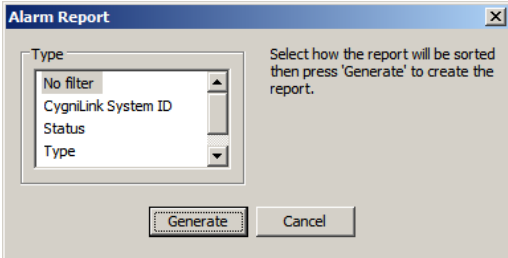 Alarm Report
Type
No filter
CygniLink System ID
Status
Type
Select how the report will be sorted
then press 'Generate' to create the
report.
Generate
Cancel